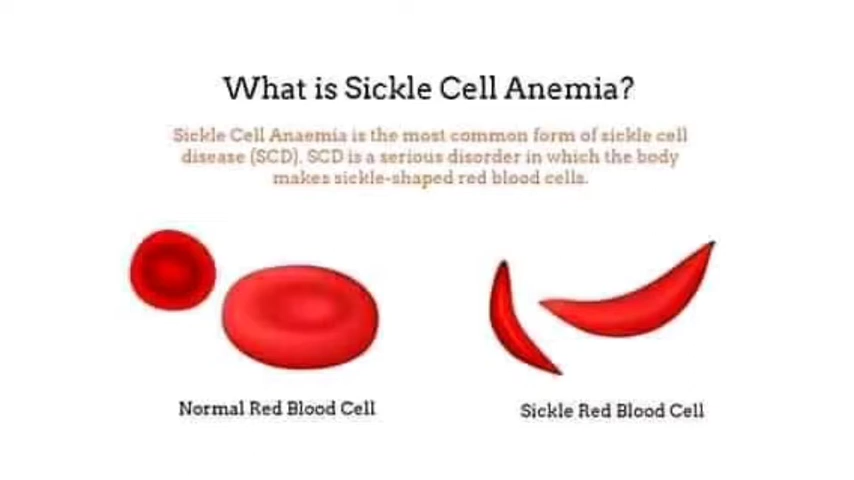 What is Sickle Cell Anemia?
Sickle Cell Anaemia is the most common form of sickle cell
disease (SCD). SCD is a serious disorder in which the body
makes sickle-shaped red blood cells.
Normal Red Blood Cell
Sickle Red Blood Cell